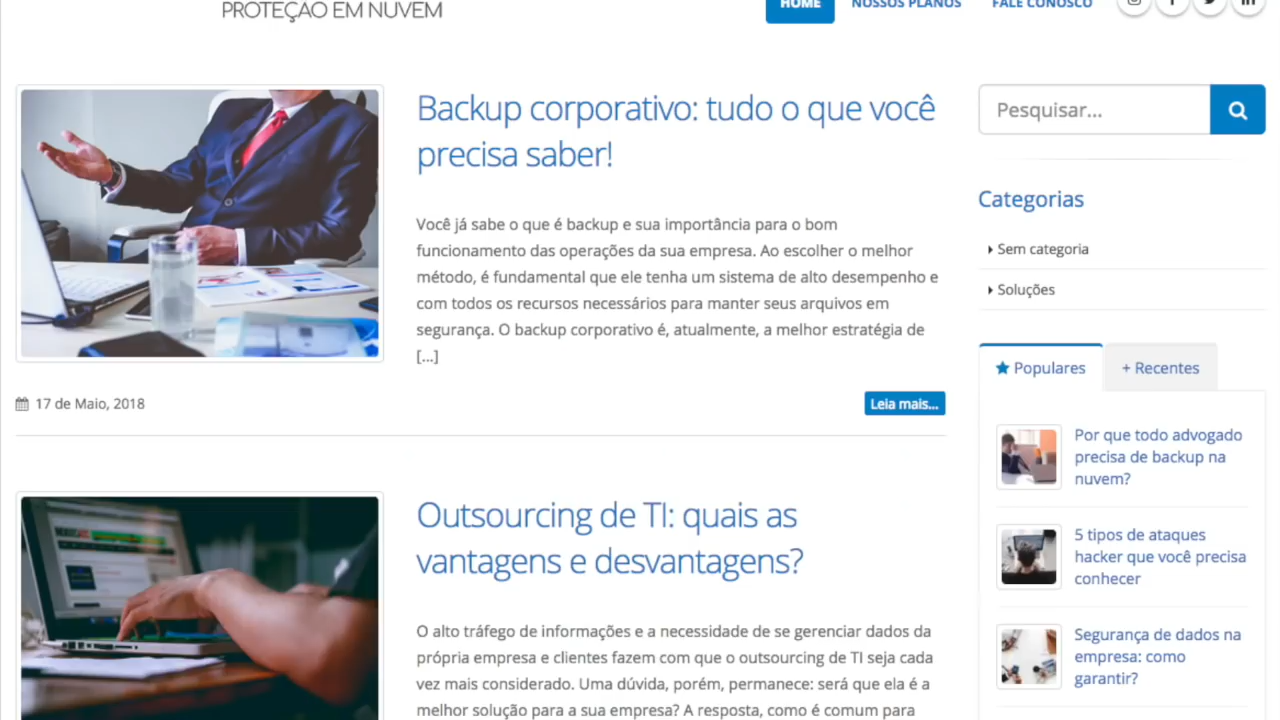 PROTEÇÃO EM NUVEM
HOME
NOSSOS PLANOS
FALE CONOSCO
Backup corporativo: tudo o que você
precisa saber!
Você já sabe o que é backup e sua importância para o bom
funcionamento das operações da sua empresa. Ao escolher o melhor
método, é fundamental que ele tenha um sistema de alto desempenho e
com todos os recursos necessários para manter seus arquivos em
segurança. O backup corporativo é, atualmente, a melhor estratégia de
[...]
17 de Maio, 2018
Leia mais...
Outsourcing de TI: quais as
vantagens e desvantagens?
O alto tráfego de informações e a necessidade de se gerenciar dados da
própria empresa e clientes fazem com que o outsourcing de TI seja cada
vez mais considerado. Uma dúvida, porém, permanece: será que ela é a
melhor solução para a sua empresa? A resposta, como é comum para
Pesquisar...
Categorias
Sem categoria
Soluções
Populares
+ Recentes
Por que todo advogado
precisa de backup na
nuvem?
5 tipos de ataques
hacker que você precisa
conhecer
Segurança de dados na
empresa: como
garantir?